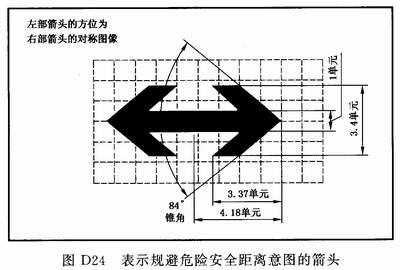 左部箭头的方位为
右部箭头的对称图像
1单元
3.4单元
3.37单元
84°
锥角
4.18单元
图 D24 表示规避危险安全距离意图的箭头